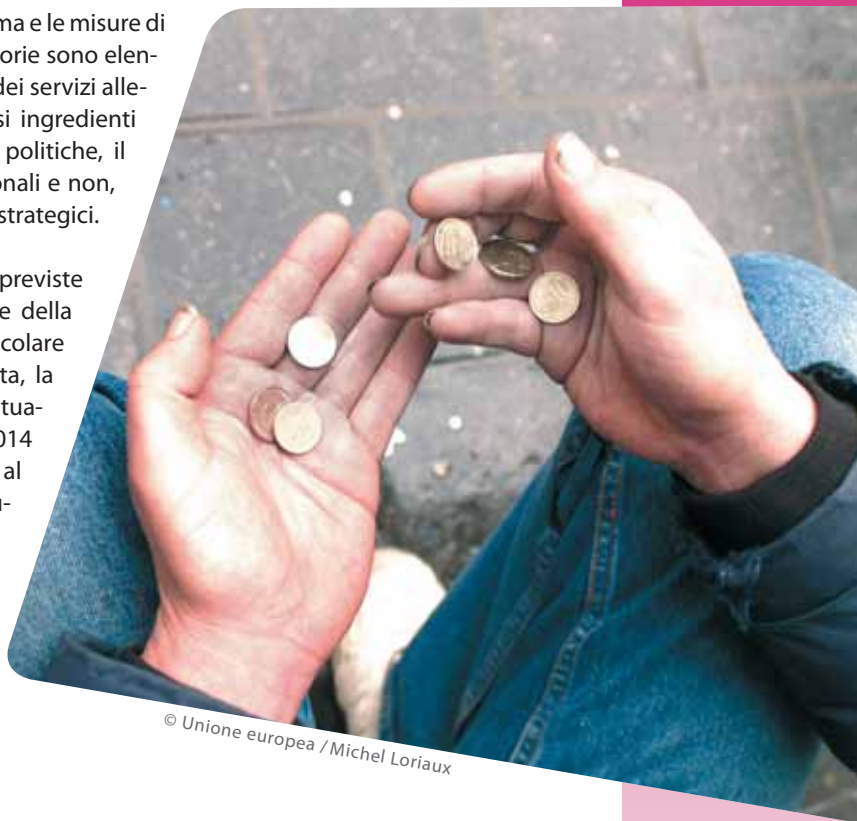 ma e le misure di
orie sono elen-
dei servizi alle-
si ingredienti
politiche, il
onali e non,
strategici.
previste
e della
colare
ta, la
tua-
014
al
u-
© Unione europea / Michel Loriaux